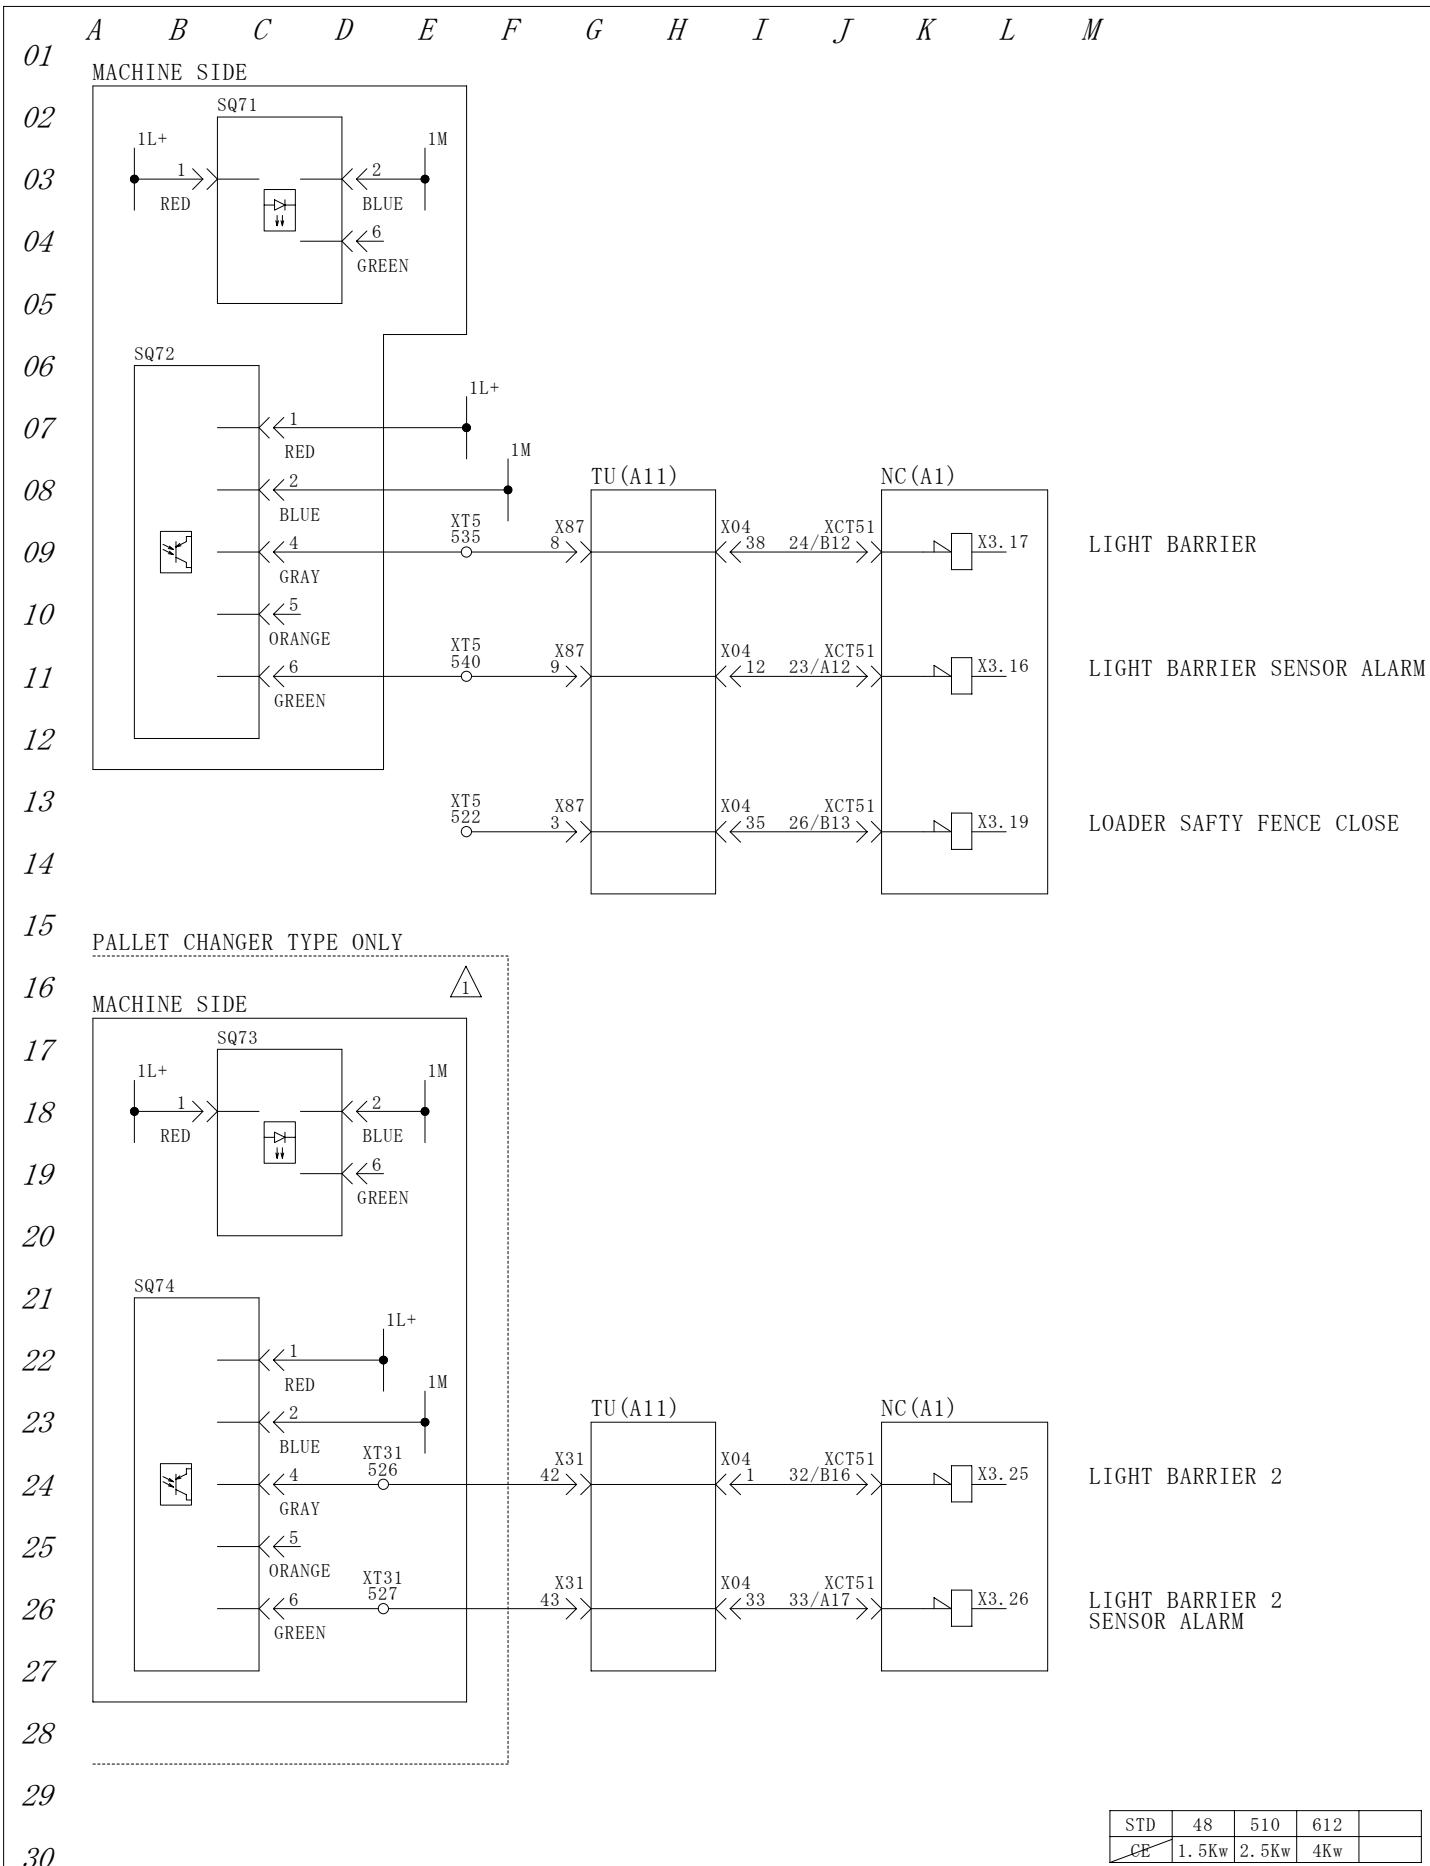 A B C D E F G H I J K L M
01
MACHINE SIDE
02
SQ71
1L+ 1M
03
1 2
RED BLUE
04
6
GREEN
05
06
SQ72
1L+
07
1
RED
1M
08
2
BLUE
TU(A11) NC(A1)
09
4
GRAY
XT5
535
X87
8
X04
38
XCT51
24/B12
X3.17
LIGHT BARRIER
10
5
ORANGE
11
6
GREEN
XT5
540
X87
9
X04
12
XCT51
23/A12
X3.16
LIGHT BARRIER SENSOR ALARM
12
13
XT5
522
X87
3
X04
35
XCT51
26/B13
X3.19
LOADER SAFTY FENCE CLOSE
14
15
PALLET CHANGER TYPE ONLY
16
1
MACHINE SIDE
17
SQ73
1L+ 1M
18
1 2
RED BLUE
19
6
GREEN
20
21
SQ74
1L+
22
1
RED
1M
23
2
BLUE
TU(A11) NC(A1)
24
4
GRAY
XT31
526
X31
42
X04
1
XCT51
32/B16
X3.25
LIGHT BARRIER 2
25
5
ORANGE
26
6
GREEN
XT31
527
X31
43
X04
33
XCT51
33/A17
X3.26
LIGHT BARRIER 2
SENSOR ALARM
27
28
29
30
STD 48 510 612
CE 1.5Kw 2.5Kw 4Kw